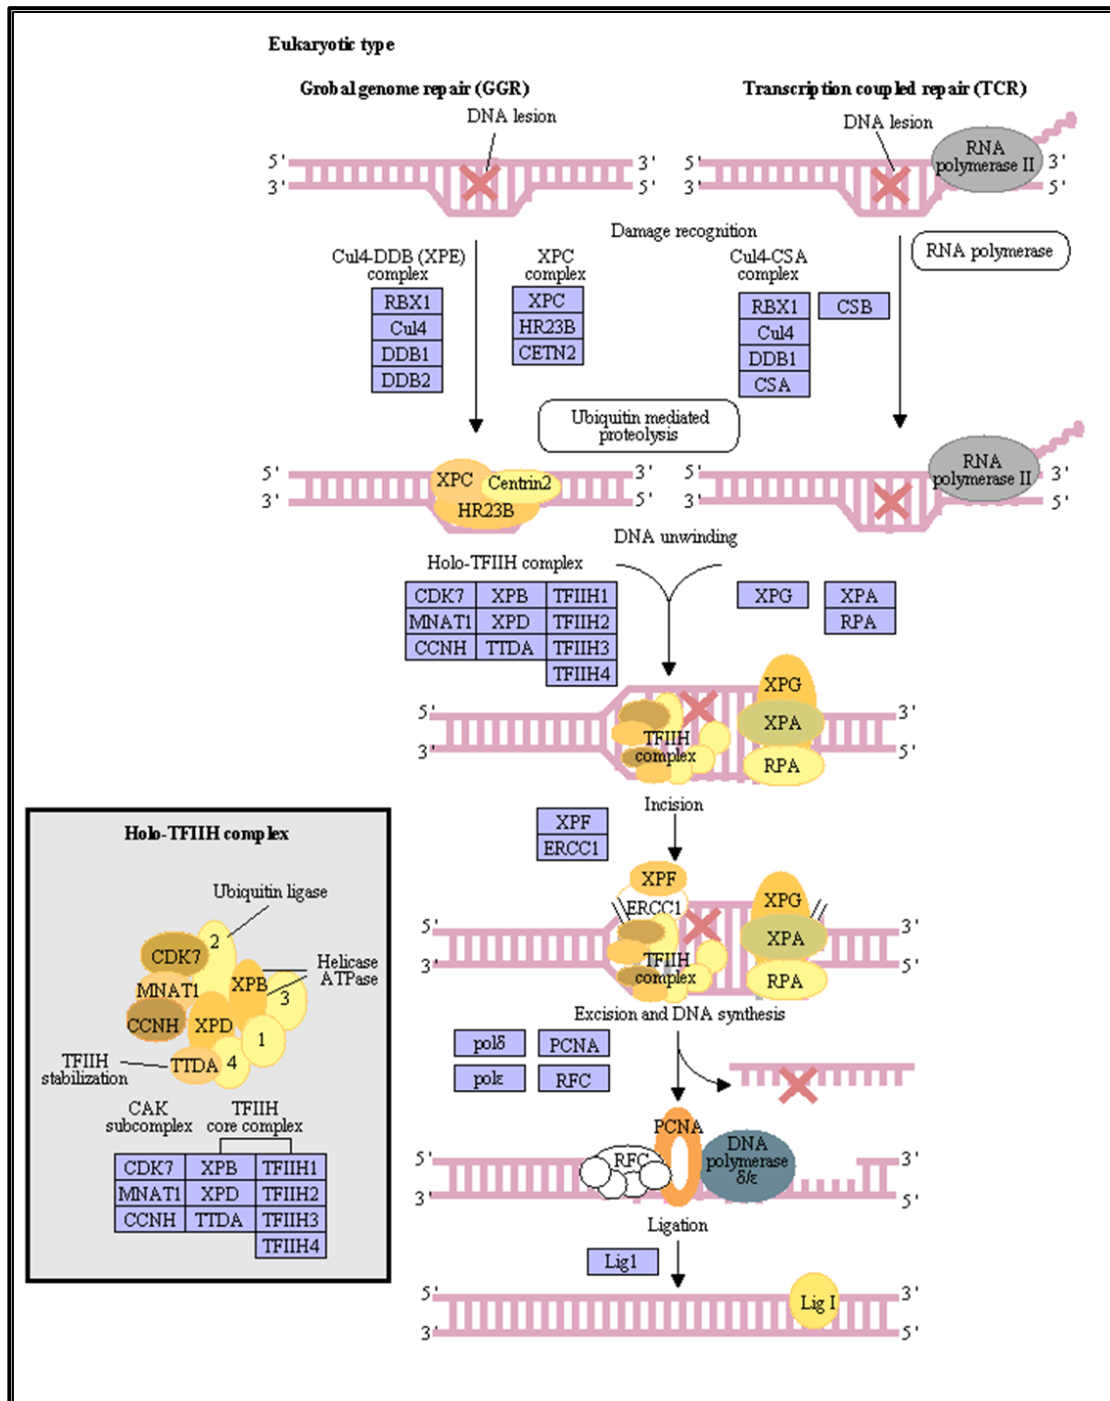 Eukaryotic type
Grobal genome repair (GGR)
Transcription coupled repair (TCR)
DNA lesion
DNA lesion
RNA
polymerase II
5'
3'
3'
5'
5'
3'
3'
Damage recognition
Cul4-DDB (XPE)
complex
RBX1
Cul4
DDB1
DDB2
XPC
complex
XPC
HR23B
CETN2
Cul4-CSA
complex
RBX1
Cul4
DDB1
CSA
CSB
RNA polymerase
Ubiquitin mediated
proteolysis
5'
3'
3'
5'
XPC
Centrin2
HR23B
5'
3'
3'
5'
RNA
polymerase II
DNA unwinding
Holo-TFIIH complex
CDK7 XPB TFIIH1
MNAT1 XPD TFIIH2
CCNH TTDA TFIIH3
TFIIH4
XPG
XPA
RPA
5'
3'
3'
5'
TFIIH
complex
XPG
XPA
RPA
Incision
XPF
ERCC1
5'
3'
3'
5'
XPF
ERCC1
TFIIH
complex
XPG
XPA
RPA
Excision and DNA synthesis
polδ PCNA
polε RFC
5'
3'
3'
5'
RFC
PCNA
DNA
polymerase
δ/ε
Ligation
Lig1
5'
3'
3'
5'
Lig I
Holo-TFIIH complex
Ubiquitin ligase
2
CDK7
MNAT1
CCNH
XPB
XPD
Helicase
ATPase
3
1
4
TTDA
TFIIH
stabilization
CAK
subcomplex
TFIIH
core complex
CDK7 XPB TFIIH1
MNAT1 XPD TFIIH2
CCNH TTDA TFIIH3
TFIIH4